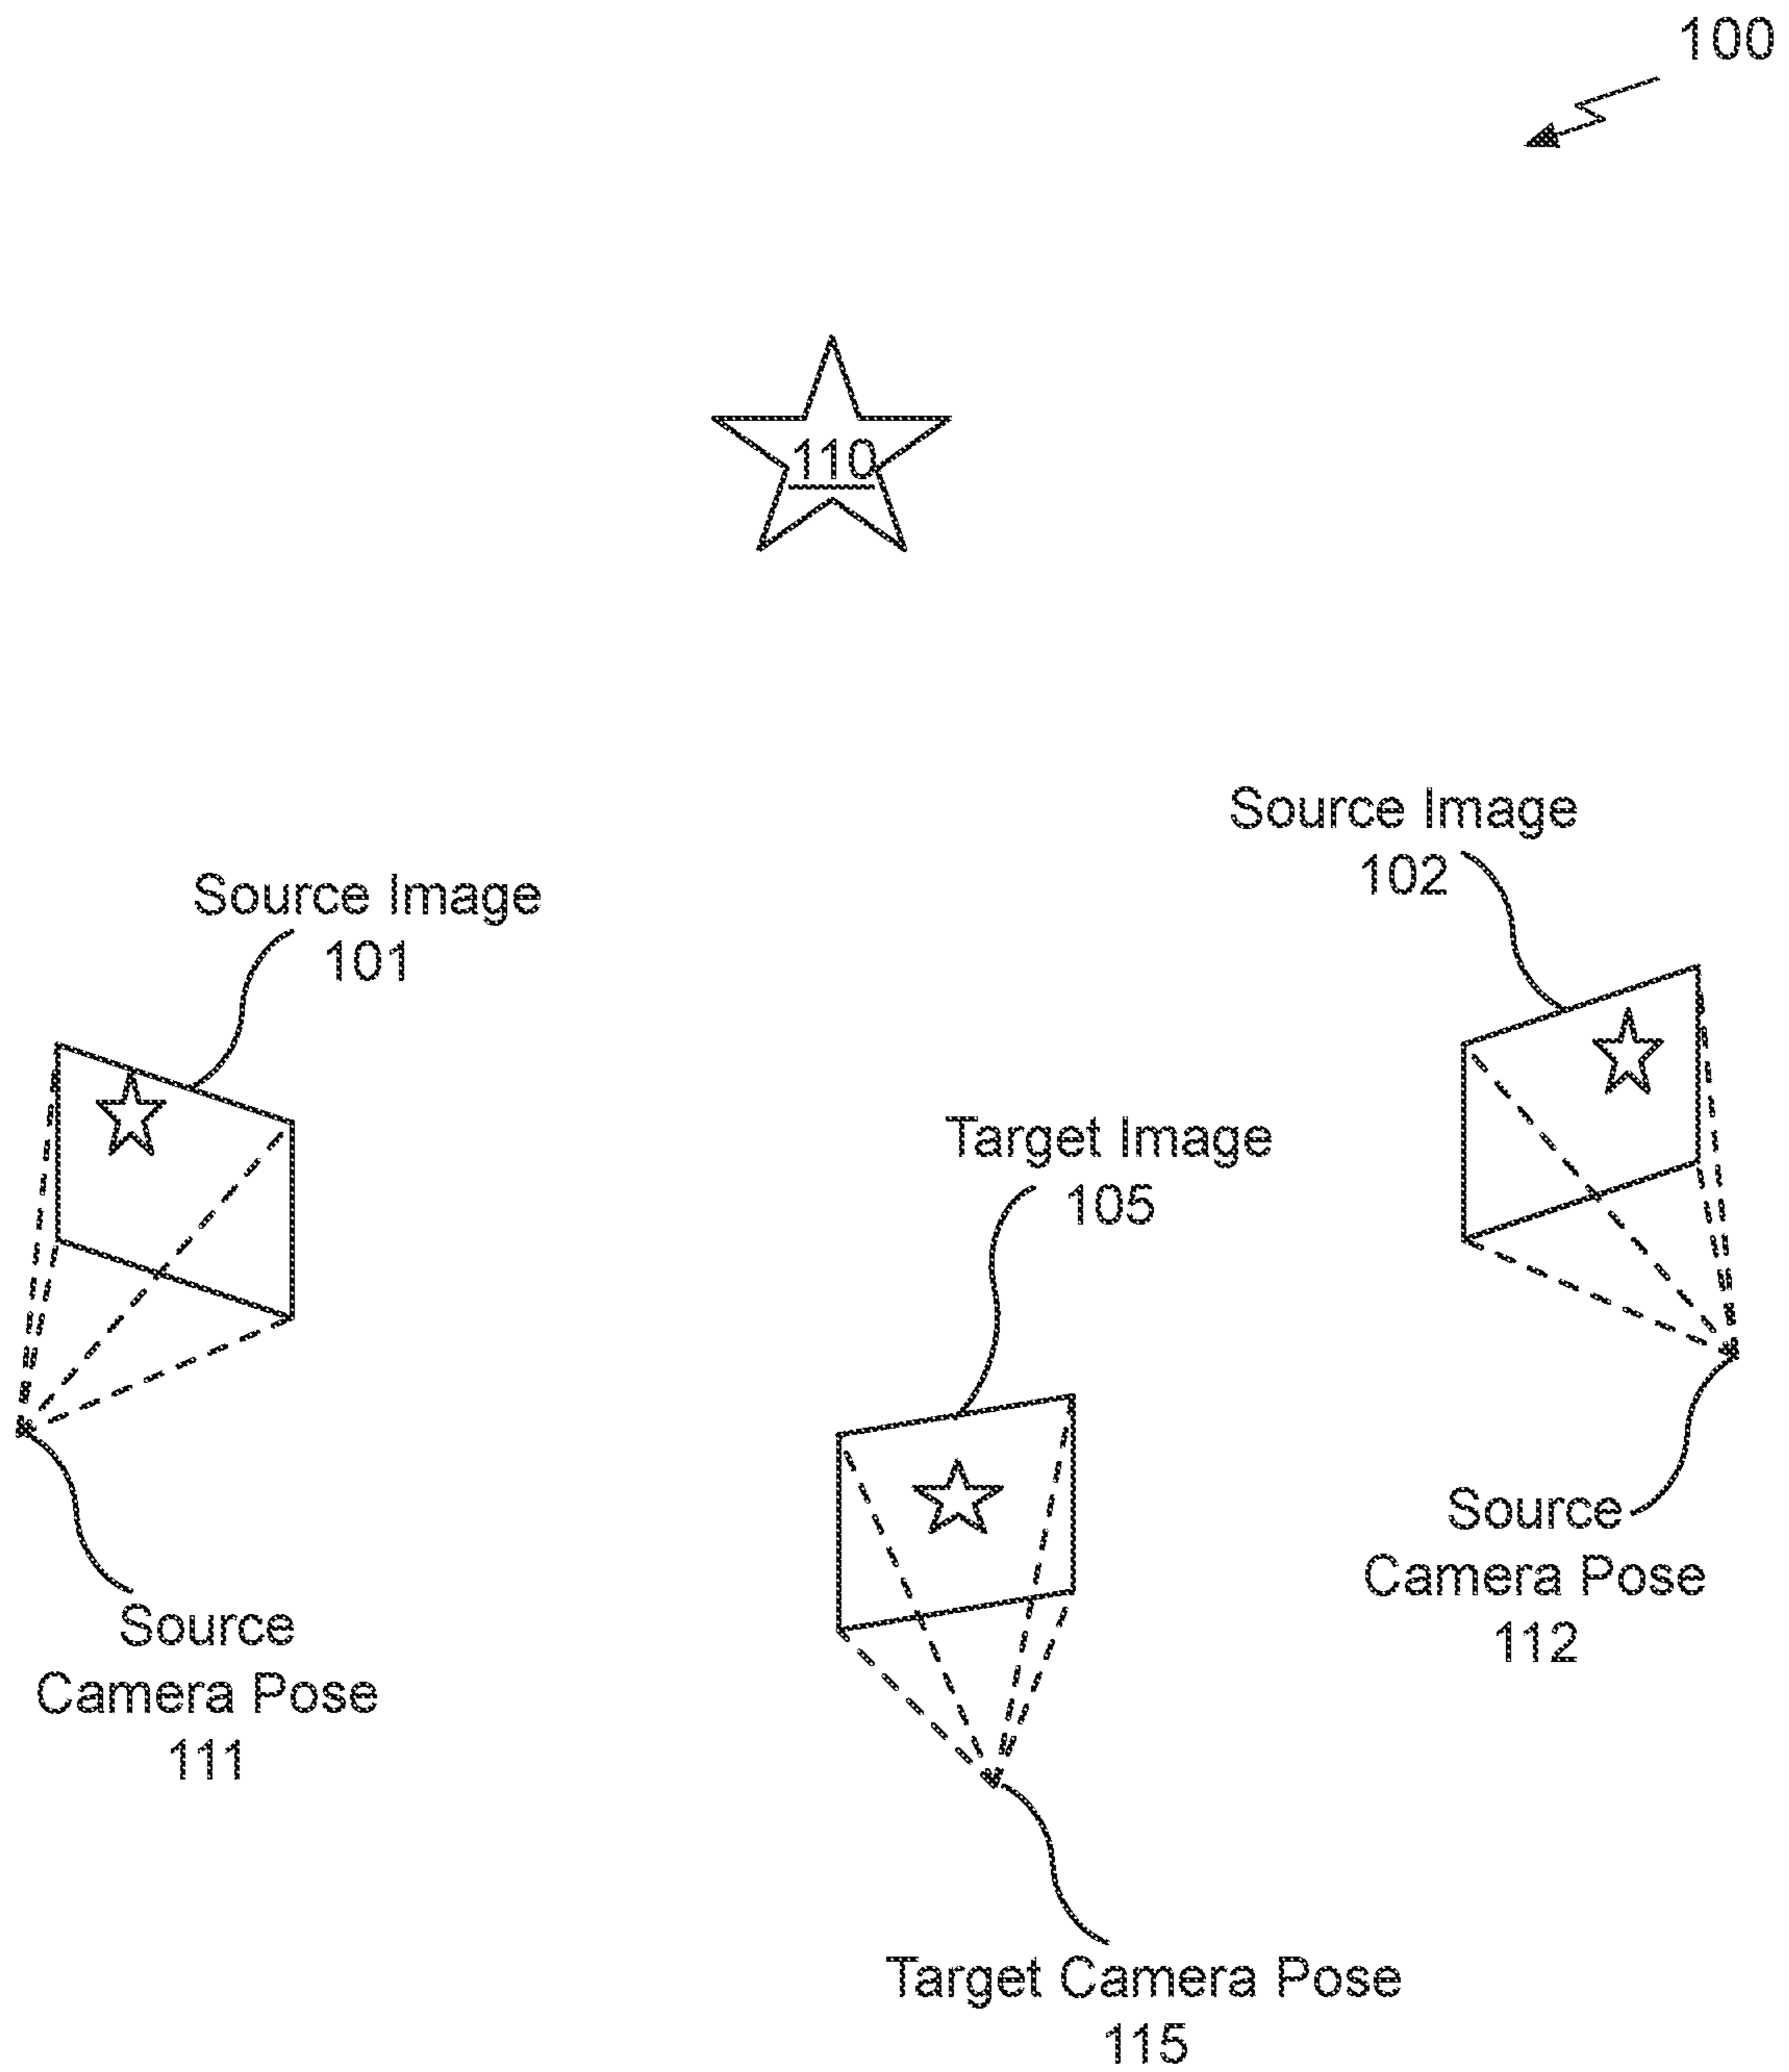 100
110
Source Image
102
Source Image
101
Target Image
105
Source
Camera Pose
112
Source
Camera Pose
111
Target Camera Pose
115